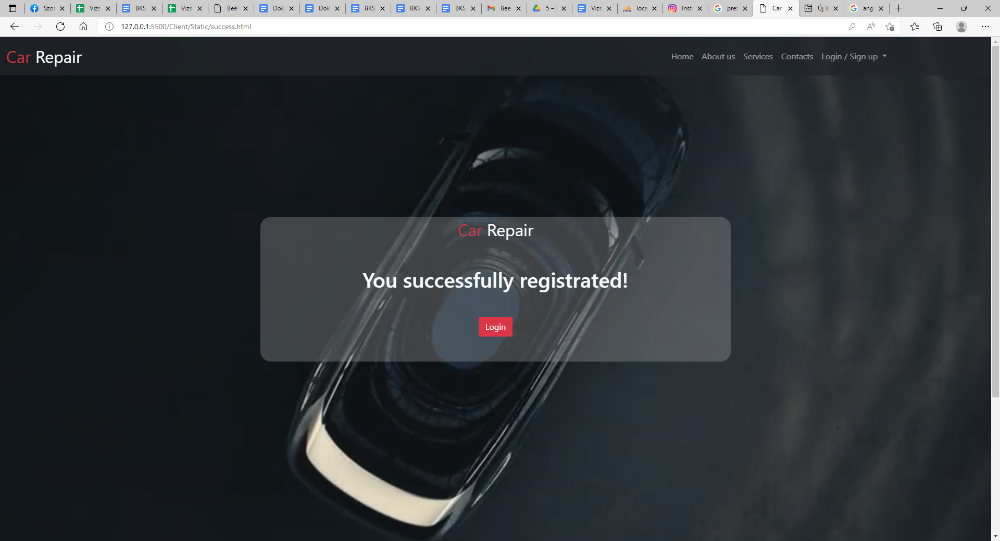 Szof
Vizs
BKS
Vizs
Beé
Dok
Dok
BKS
BKS
BKS
Beé
5 –
Vizs
loca
Inst
prez
Car
Új la
ang
127.0.0.1:5500/Client/Static/success.html
Car Repair
Home
About us
Services
Contacts
Login / Sign up
Car Repair
You successfully registrated!
Login